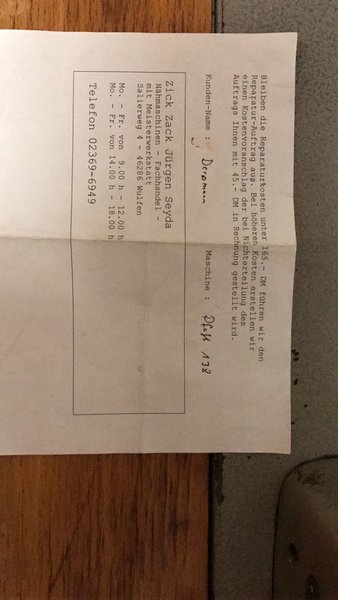 Bleiben die Reparaturkosten unter 165.- DM führen wir den
Reparatur-Auftrag aus. Bei höheren Kosten erstellen wir
einen Kostenvoranschlag der bei Nichterteilung des
Auftrags ihnen mit 45.- DM in Rechnung gestellt wird.
Kunden-Name : Maschine : 138
Zick Zack Jürgen Seyda
Nähmaschinen - Fachhandel -
mit Meisterwerkstatt
Salierweg 4 - 46286 Wulfen
Mo. - Fr. von 9:00 h - 12.00 h
Mo. - Fr. von 14.00 h - 18.00 h
Telefon 02369-6949